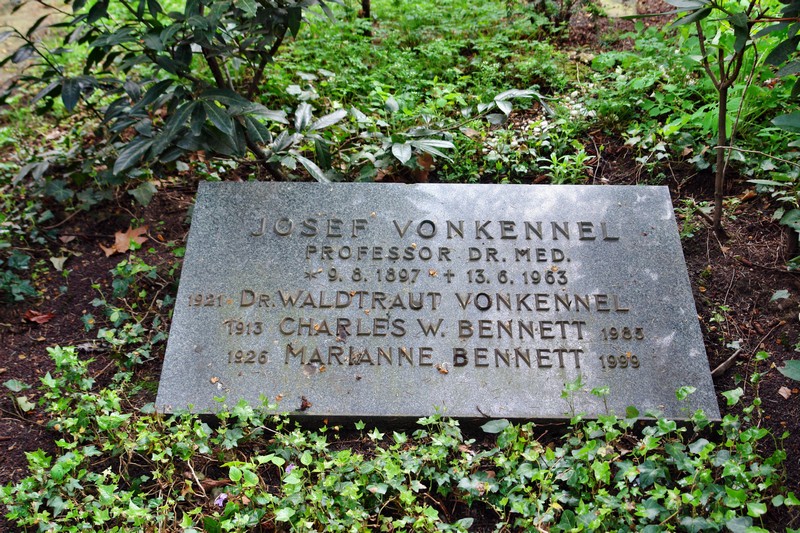 JOSEF VONKENNEL
PROFESSOR DR. MED.
* 9. 8. 1897 + 13. 6. 1963
1921 DR. WALDTRAUT VONKENNEL
1913 CHARLES W. BENNETT 1985
1926 MARIANNE BENNETT 1999